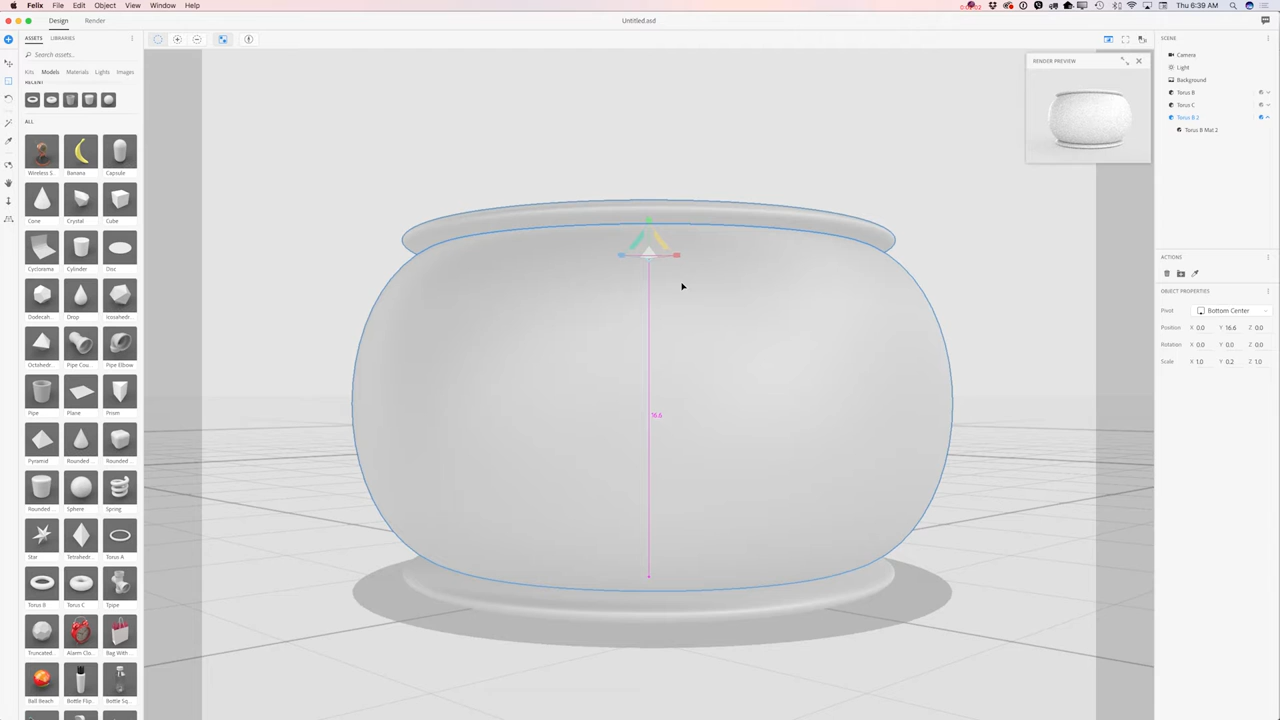 Felix File Edit Object View Window Help
Thu 6:39 AM
Design Render
Untitled.asd
ASSETS LIBRARIES
Search assets...
Kits Models Materials Lights Images
RECENT
ALL
Wireless S.. Banana Capsule
Cone Crystal Cube
Cyclorama Cylinder Disc
Dodecah.. Drop Icosahedr..
Octahedr.. Pipe Cou.. Pipe Elbow
Pipe Plane Prism
Pyramid Rounded .. Rounded ..
Rounded .. Sphere Spring
Star Tetrahedr.. Torus A
Torus B Torus C Tpipe
Truncated.. Alarm Clo.. Bag With ..
Ball Beach Bottle Flip.. Bottle Sq..
16.6
RENDER PREVIEW
SCENE
Camera
Light
Background
Torus B
Torus C
Torus B 2
Torus B Mat 2
ACTIONS
OBJECT PROPERTIES
Pivot Bottom Center
Position X 0.0 Y 16.6 Z 0.0
Rotation X 0.0 Y 0.0 Z 0.0
Scale X 1.0 Y 0.2 Z 1.0